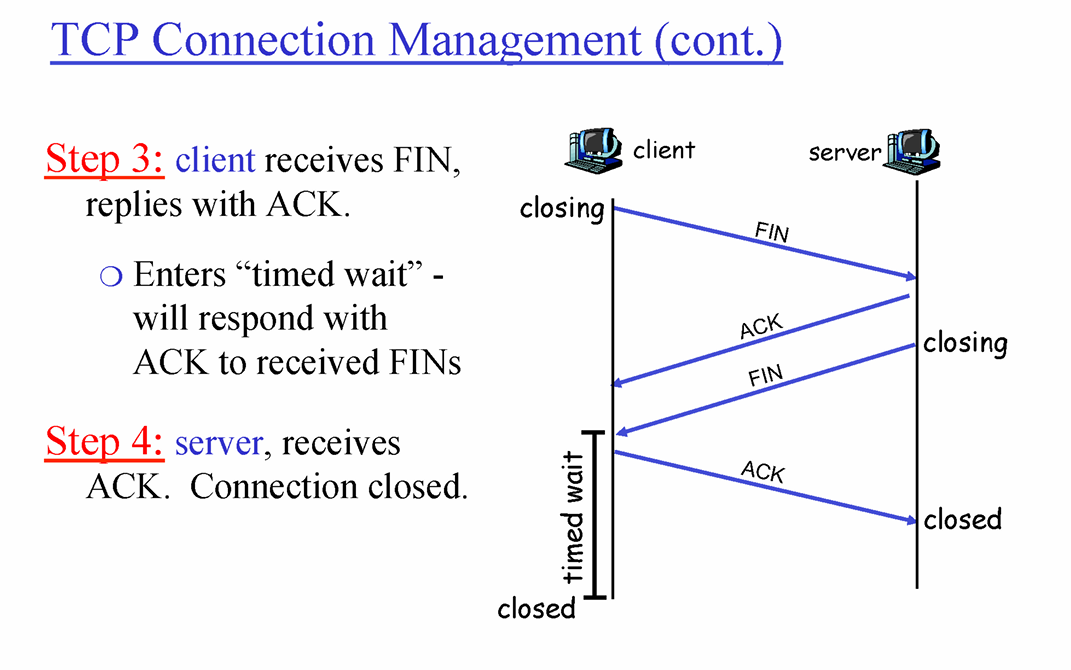 TCP Connection Management (cont.)
Step 3: client receives FIN,
replies with ACK.
❍ Enters “timed wait” -
will respond with
ACK to received FINs
Step 4: server, receives
ACK. Connection closed.
client
server
closing
FIN
ACK
closing
FIN
timed wait
ACK
closed
closed